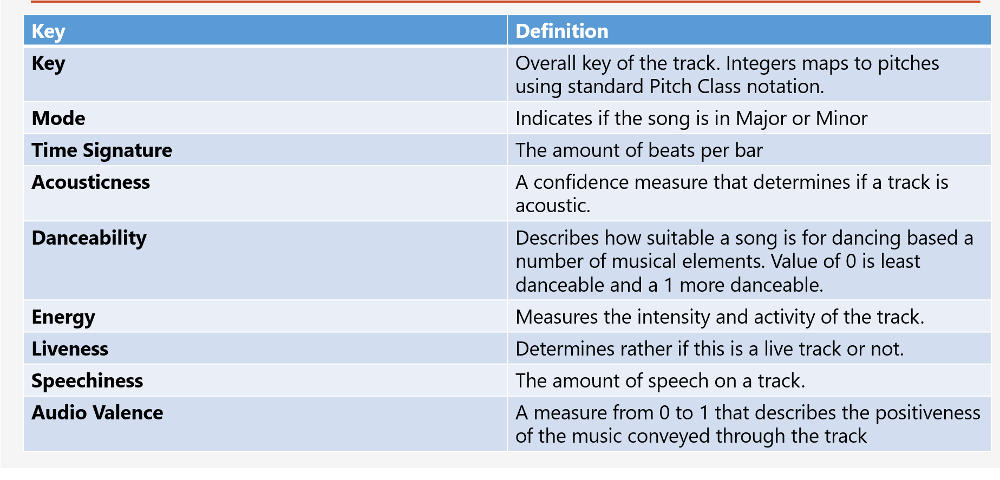 Key
Definition
Key
Overall key of the track. Integers maps to pitches
using standard Pitch Class notation.
Mode
Indicates if the song is in Major or Minor
Time Signature
The amount of beats per bar
Acousticness
A confidence measure that determines if a track is
acoustic.
Danceability
Describes how suitable a song is for dancing based a
number of musical elements. Value of 0 is least
danceable and a 1 more danceable.
Energy
Measures the intensity and activity of the track.
Liveness
Determines rather if this is a live track or not.
Speechiness
The amount of speech on a track.
Audio Valence
A measure from 0 to 1 that describes the positiveness
of the music conveyed through the track